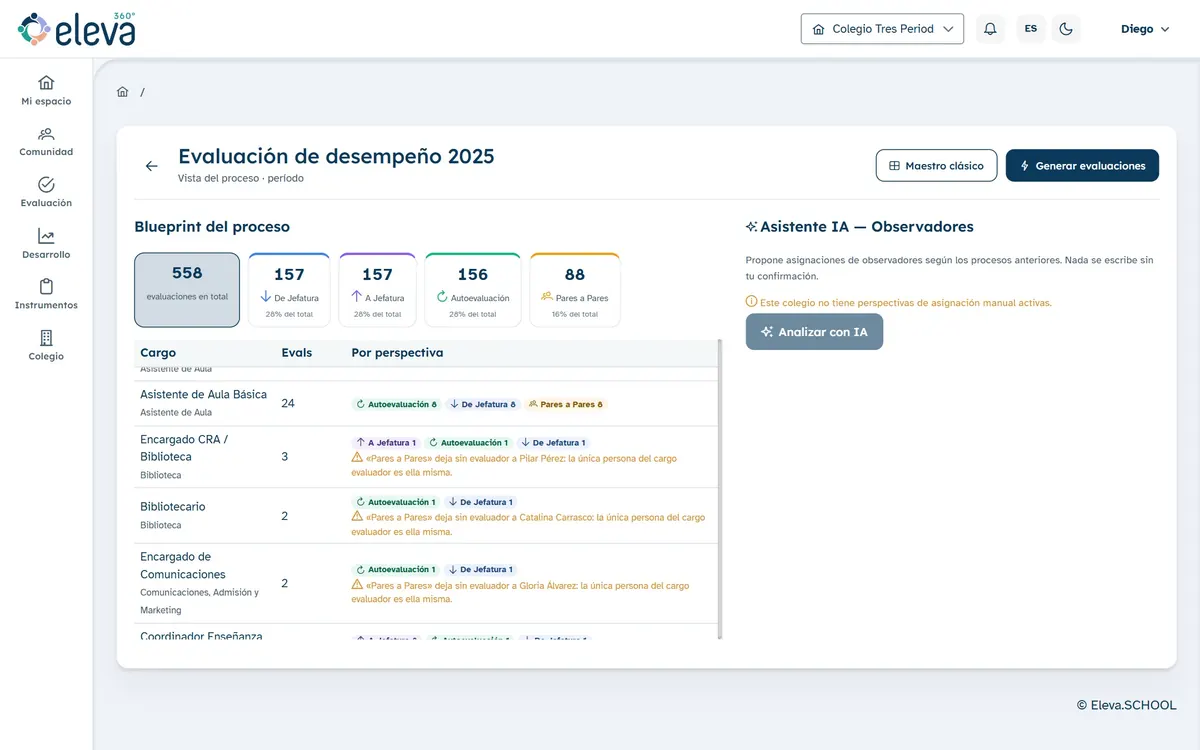 eleva 360°
Colegio Tres Period
ES
Diego
Mi espacio
Comunidad
Evaluación
Desarrollo
Instrumentos
Colegio
/
Evaluación de desempeño 2025
Vista del proceso · periodo
Maestro clásico
Generar evaluaciones
Blueprint del proceso
558
evaluaciones en total
157
De Jefatura
28% del total
157
A Jefatura
28% del total
156
Autoevaluación
28% del total
88
Pares a Pares
16% del total
Cargo Evals Por perspectiva
Asistente de Aula
Asistente de Aula Básica
Asistente de Aula
24
Autoevaluación 8 De Jefatura 8 Pares a Pares 8
Encargado CRA /
Biblioteca
Biblioteca
3
A Jefatura 1 Autoevaluación 1 De Jefatura 1
«Pares a Pares» deja sin evaluador a Pilar Pérez: la única persona del cargo
evaluador es ella misma.
Bibliotecario
Biblioteca
2
Autoevaluación 1 De Jefatura 1
«Pares a Pares» deja sin evaluador a Catalina Carrasco: la única persona del cargo
evaluador es ella misma.
Encargado de
Comunicaciones
Comunicaciones, Admisión y
Marketing
2
Autoevaluación 1 De Jefatura 1
«Pares a Pares» deja sin evaluador a Gloria Álvarez: la única persona del cargo
evaluador es ella misma.
Coordinador Enseñanza
Asistente IA — Observadores
Propone asignaciones de observadores según los procesos anteriores. Nada se escribe sin
tu confirmación.
Este colegio no tiene perspectivas de asignación manual activas.
Analizar con IA
© Eleva.SCHOOL